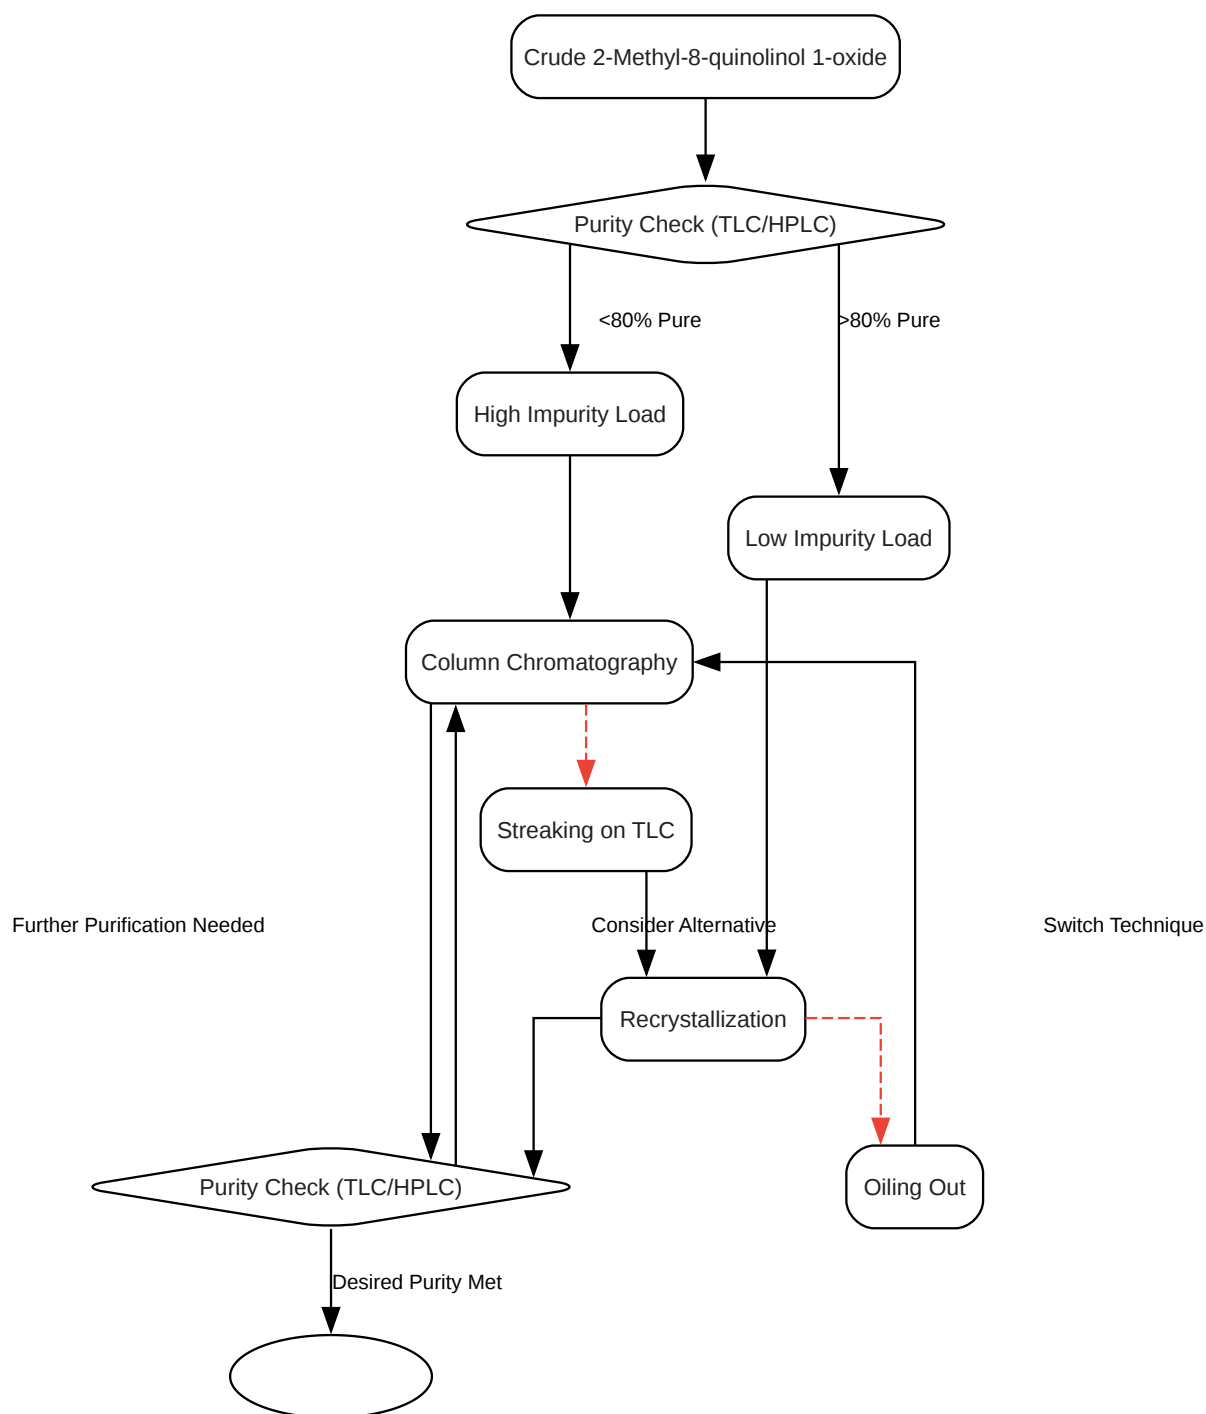 Crude 2-Methyl-8-quinolinol 1-oxide
Purity Check (TLC/HPLC)
<80% Pure
>80% Pure
High Impurity Load
Low Impurity Load
Column Chromatography
Streaking on TLC
Further Purification Needed
Consider Alternative
Switch Technique
Recrystallization
Purity Check (TLC/HPLC)
Oiling Out
Desired Purity Met